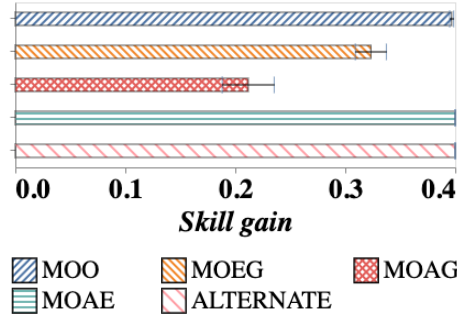 0.0 0.1 0.2 0.3 0.4
Skill gain
MOO MOEG MOAG
MOAE ALTERNATE